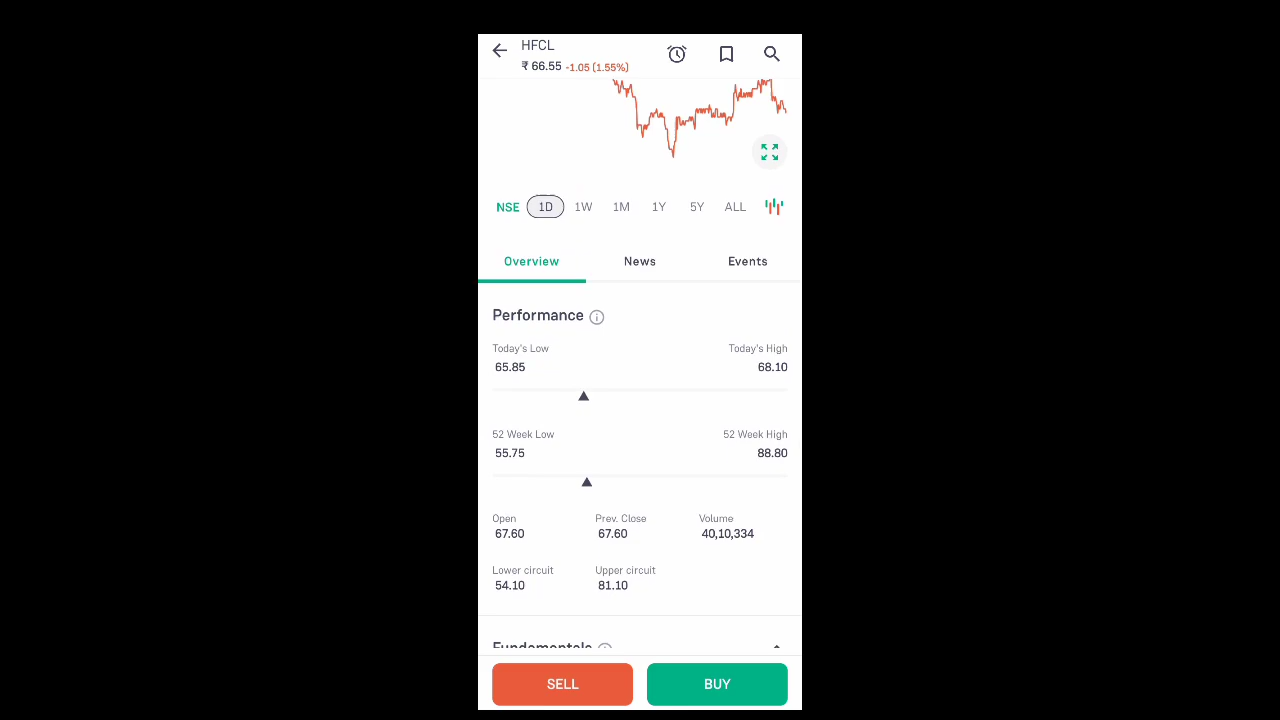 HFCL
₹ 66.55 -1.05 (1.55%)
NSE 1D 1W 1M 1Y 5Y ALL
Overview News Events
Performance
Today's Low Today's High
65.85 68.10
52 Week Low 52 Week High
55.75 88.80
Open Prev. Close Volume
67.60 67.60 40,10,334
Lower circuit Upper circuit
54.10 81.10
Fundamentals
SELL BUY